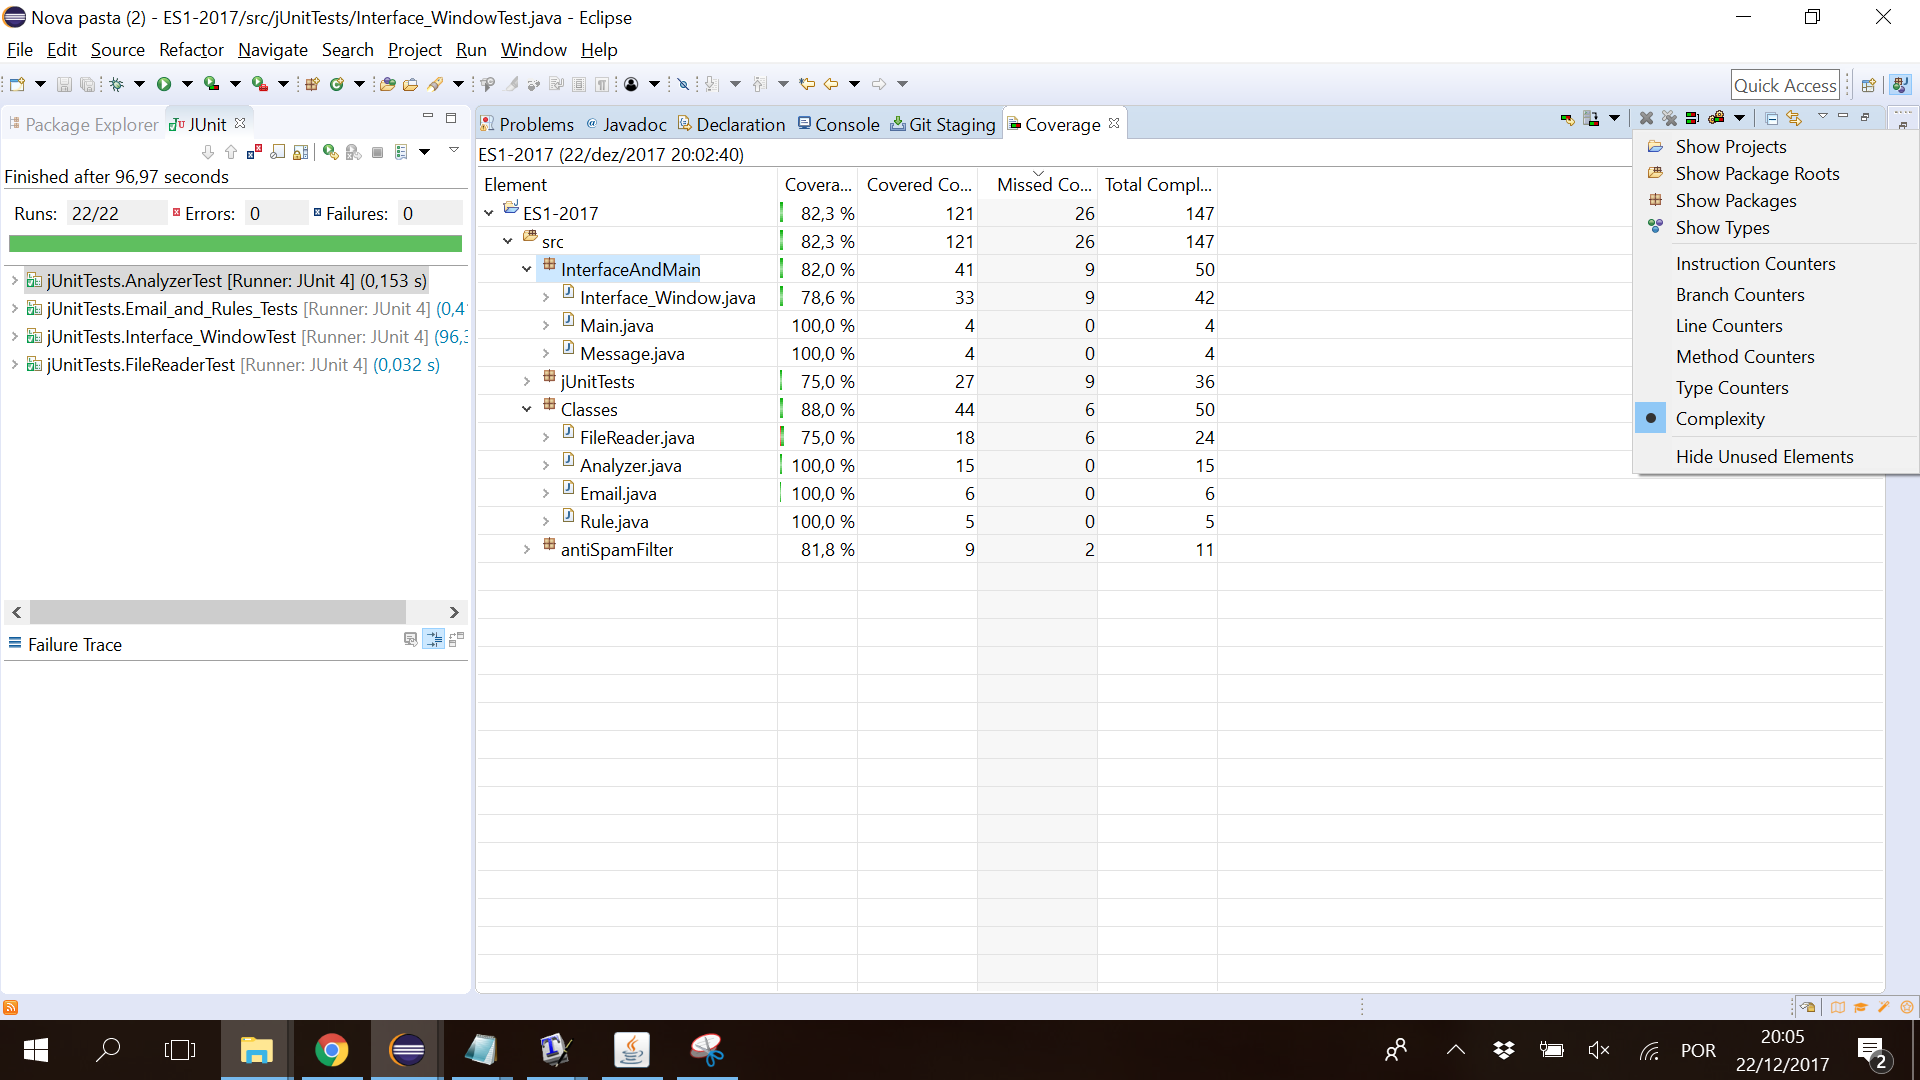 Nova pasta (2) - ES1-2017/src/jUnitTests/Interface_WindowTest.java - Eclipse
File Edit Source Refactor Navigate Search Project Run Window Help
Quick Access
Package Explorer JUnit
Problems Javadoc Declaration Console Git Staging Coverage
Finished after 96,97 seconds
Runs: 22/22 Errors: 0 Failures: 0
jUnitTests.AnalyzerTest [Runner: JUnit 4] (0,153 s)
jUnitTests.Email_and_Rules_Tests [Runner: JUnit 4] (0,41
jUnitTests.Interface_WindowTest [Runner: JUnit 4] (96,3
jUnitTests.FileReaderTest [Runner: JUnit 4] (0,032 s)
Failure Trace
ES1-2017 (22/dez/2017 20:02:40)
Element Covera... Covered Co... Missed Co... Total Compl...
ES1-2017 82,3 % 121 26 147
src 82,3 % 121 26 147
InterfaceAndMain 82,0 % 41 9 50
Interface_Window.java 78,6 % 33 9 42
Main.java 100,0 % 4 0 4
Message.java 100,0 % 4 0 4
jUnitTests 75,0 % 27 9 36
Classes 88,0 % 44 6 50
FileReader.java 75,0 % 18 6 24
Analyzer.java 100,0 % 15 0 15
Email.java 100,0 % 6 0 6
Rule.java 100,0 % 5 0 5
antiSpamFilter 81,8 % 9 2 11
Show Projects
Show Package Roots
Show Packages
Show Types
Instruction Counters
Branch Counters
Line Counters
Method Counters
Type Counters
Complexity
Hide Unused Elements
POR
20:05
22/12/2017
2